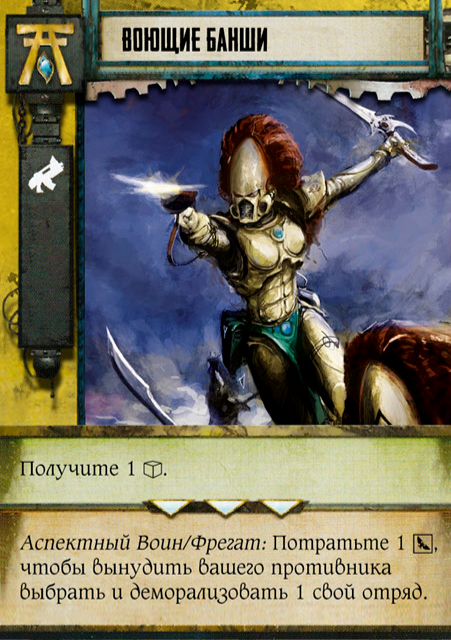 ВОЮЩИЕ БАНШИ
Получите 1 .
Аспектный Воин/Фрегат: Потратьте 1 ,
чтобы вынудить вашего противника
выбрать и деморализовать 1 свой отряд.